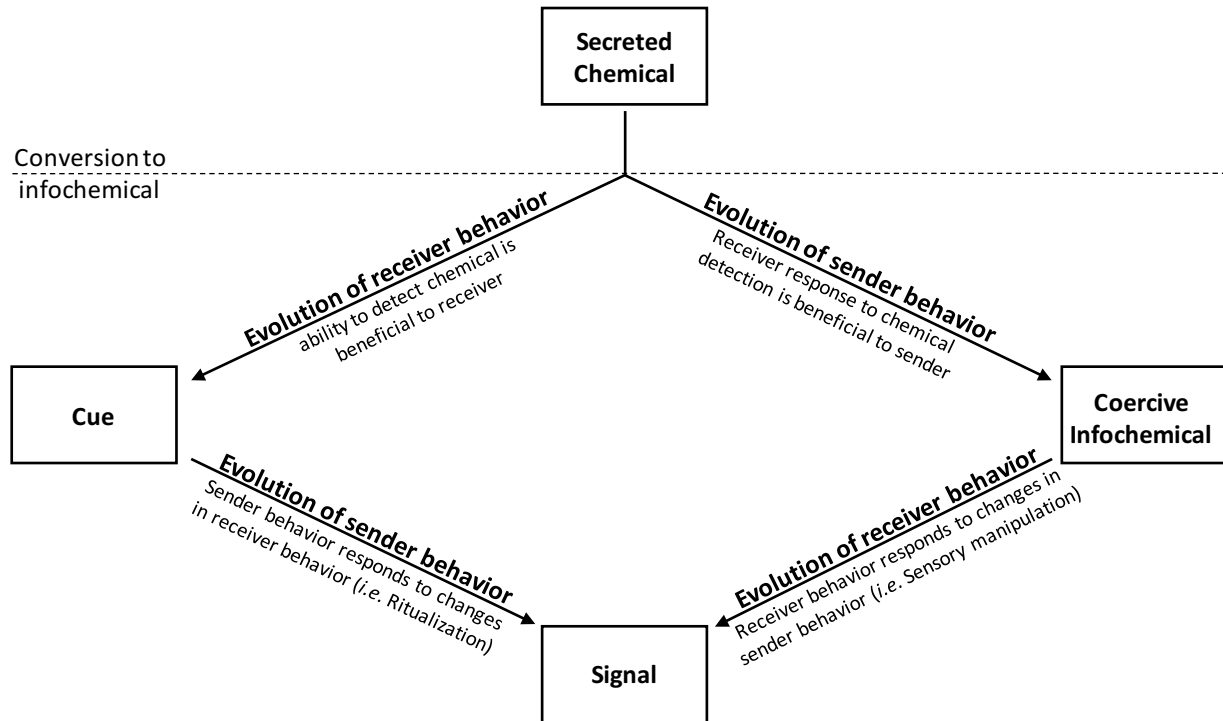 Secreted
Chemical
Conversion to
infochemical
Evolution of receiver behavior
ability to detect chemical is
beneficial to receiver
Evolution of sender behavior
Receiver response to chemical
detection is beneficial to sender
Cue
Coercive
Infochemical
Evolution of sender behavior
Sender behavior responds to changes
in receiver behavior (i.e. Ritualization)
Evolution of receiver behavior
Receiver behavior responds to changes in
sender behavior (i.e. Sensory manipulation)
Signal